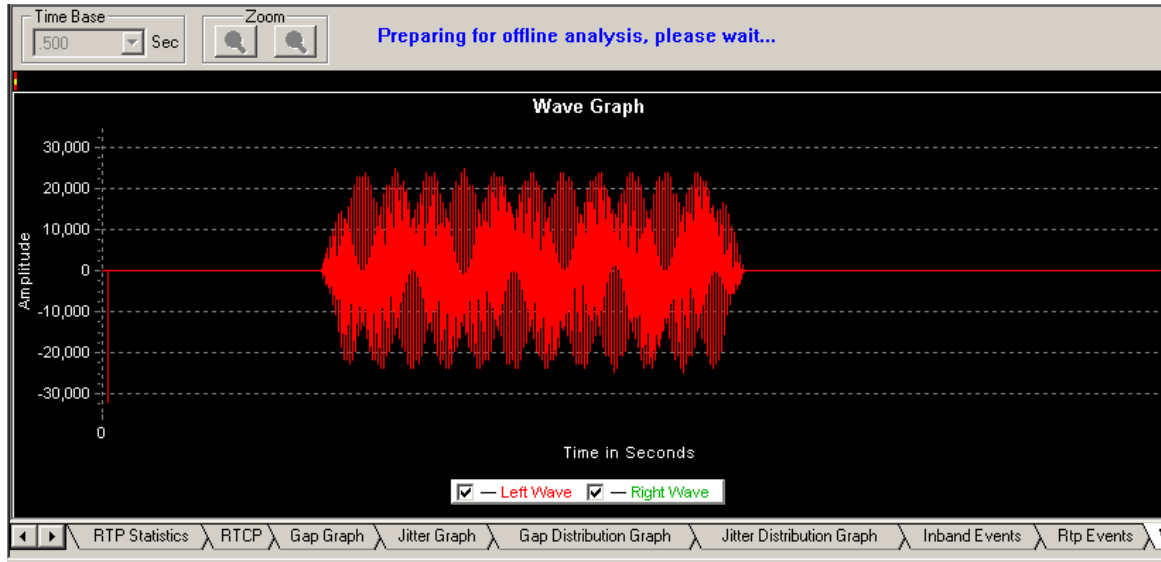 Time Base
.500
Sec
Zoom
Preparing for offline analysis, please wait...
Wave Graph
Amplitude
30,000
20,000
10,000
0
-10,000
-20,000
-30,000
0
Time in Seconds
Left Wave
Right Wave
RTP Statistics
RTCP
Gap Graph
Jitter Graph
Gap Distribution Graph
Jitter Distribution Graph
Inband Events
Rtp Events